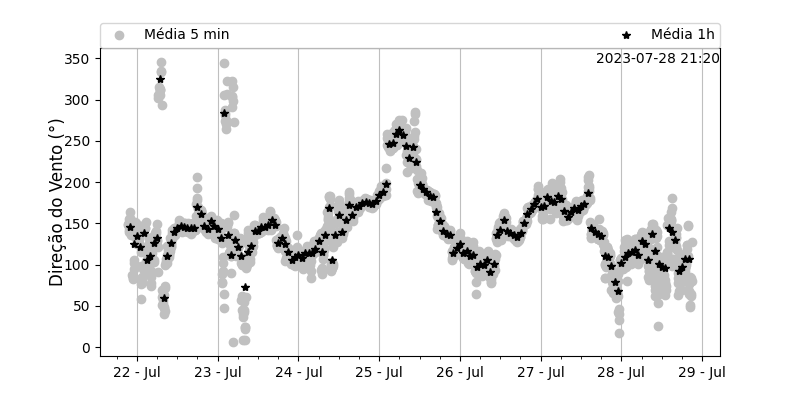 Média 5 min
Média 1h
2023-07-28 21:20
Direção do Vento (°)
350
300
250
200
150
100
50
0
22 - Jul
23 - Jul
24 - Jul
25 - Jul
26 - Jul
27 - Jul
28 - Jul
29 - Jul